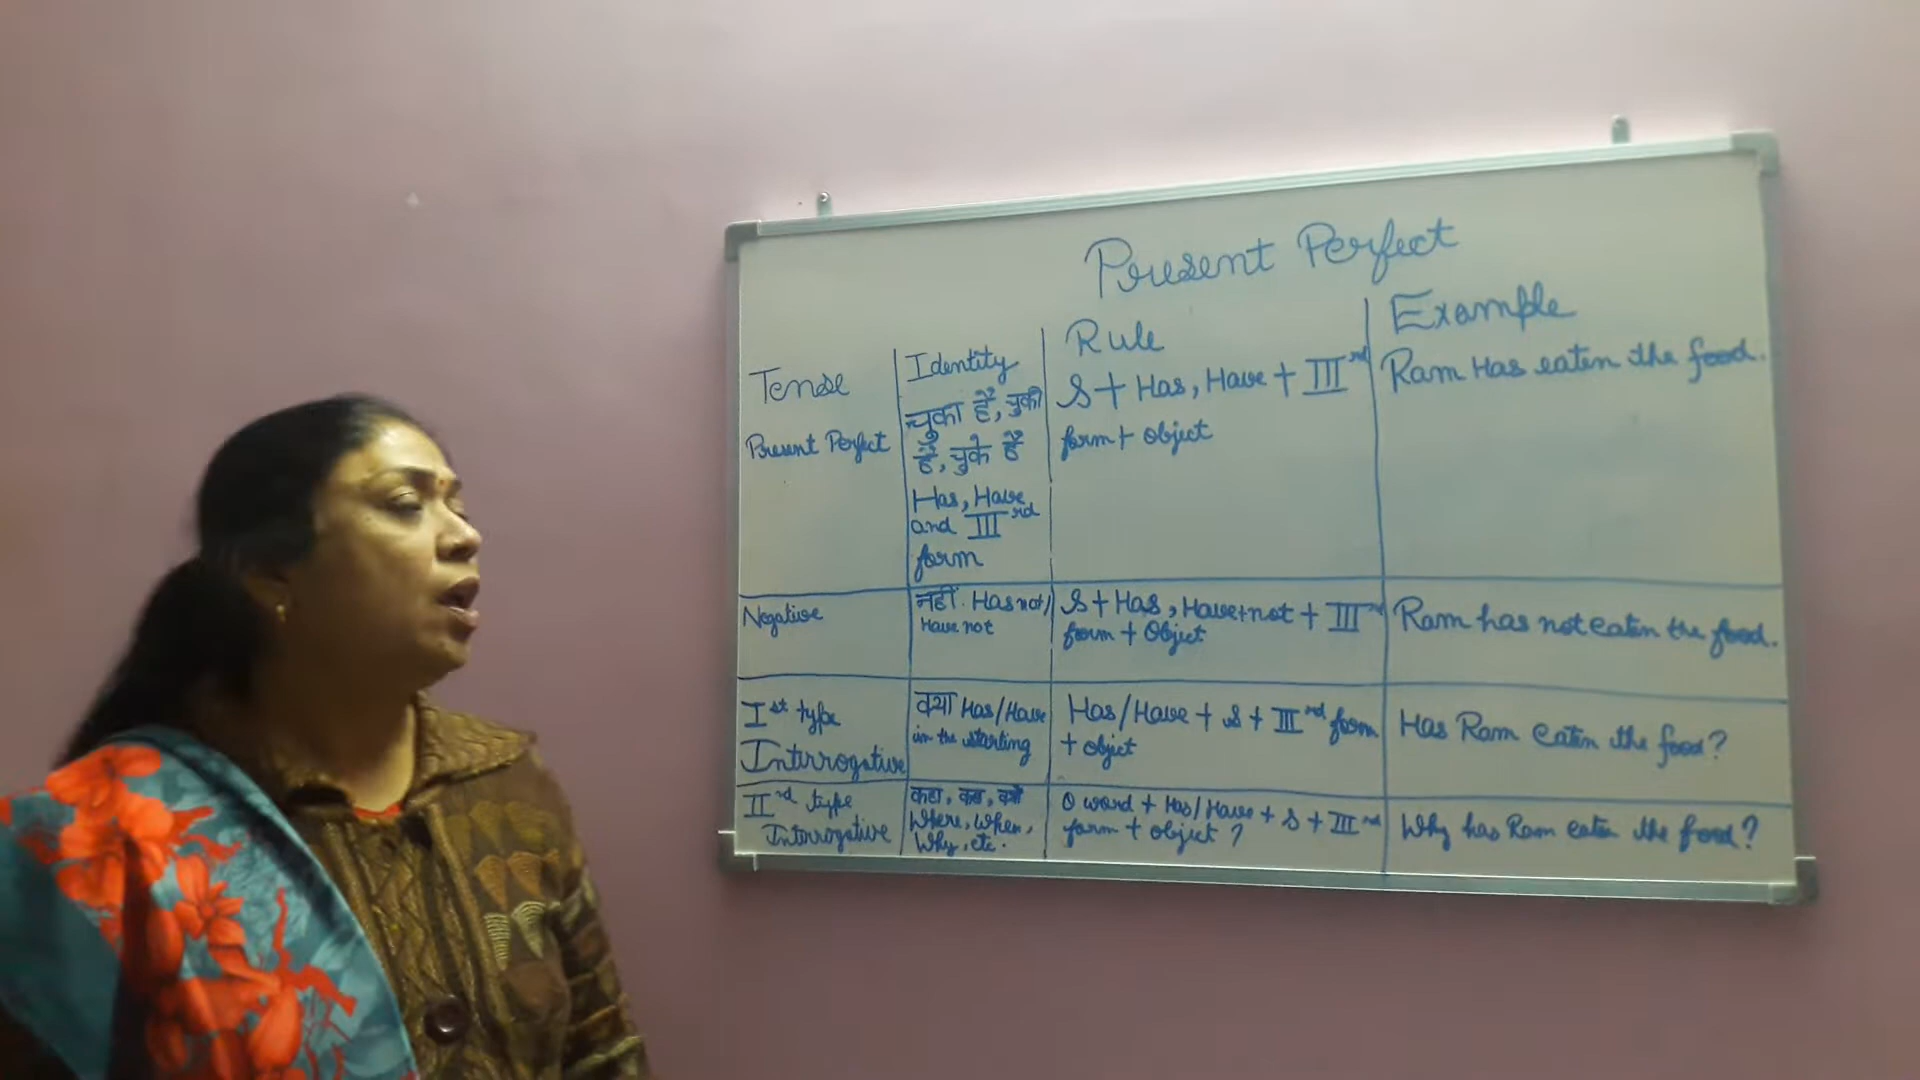 Present Perfect
Tense
Identity
Rule
Example
Present Perfect
चुका है, चुकी
है, चुके हैं
Has, Have
and III rd
form
S + Has, Have + III rd
form + object
Ram Has eaten the food.
Negative
नहीं. Has not/
Have not
S + Has, Have + not + III rd
form + Object
Ram has not eaten the food.
I st type
Interrogative
क्या Has/Have
in the starting
Has/Have + S + III rd form
+ object
Has Ram eaten the food?
II rd type
Interrogative
कहा, कब, क्यों
Where, When,
Why, etc.
Q word + Has/Have + S + III rd
form + object ?
Why has Ram eaten the food?